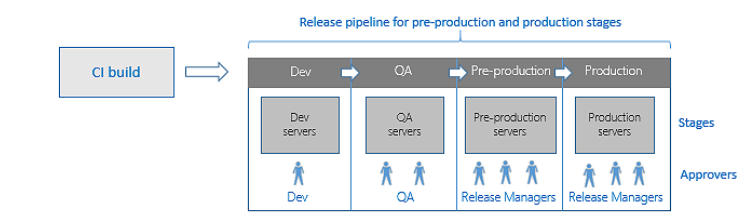 Release pipeline for pre-production and production stages
CI build
Dev
QA
Pre-production
Production
Dev
servers
QA
servers
Pre-production
servers
Production
servers
Stages
Approvers
Dev
QA
Release Managers
Release Managers